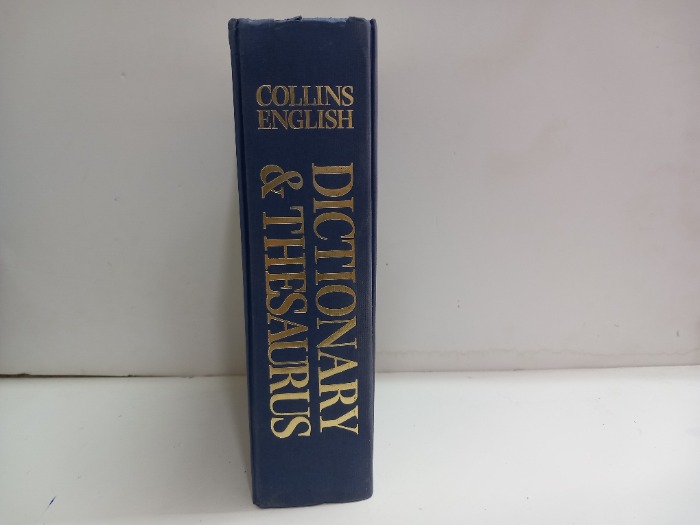 COLLINS
ENGLISH
DICTIONARY
& THESAURUS